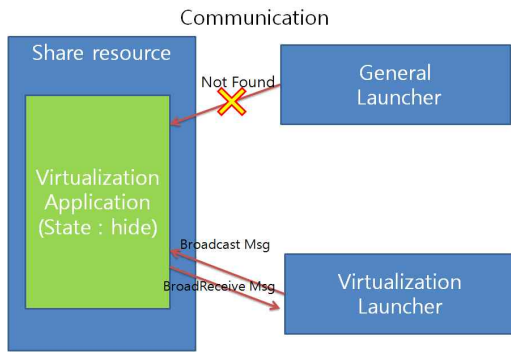 Communication
Share resource
Not Found
General
Launcher
Virtualization
Application
(State : hide)
Broadcast Msg
BroadReceive Msg
Virtualization
Launcher